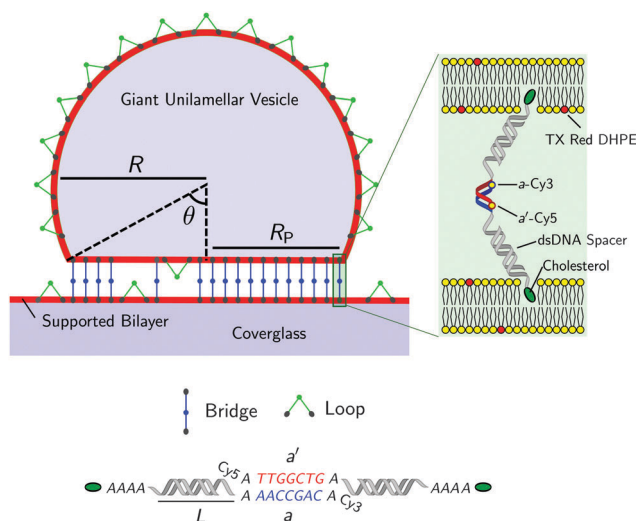 Giant Unilamellar Vesicle
R
θ
R_P
Supported Bilayer
Coverglass
TX Red DHPE
a-Cy3
a'-Cy5
dsDNA Spacer
Cholesterol
Bridge
Loop
a'
Cy5 A TTGGCTG A
AAAA
AAAA
A AACCGAC A Cy3
L
a